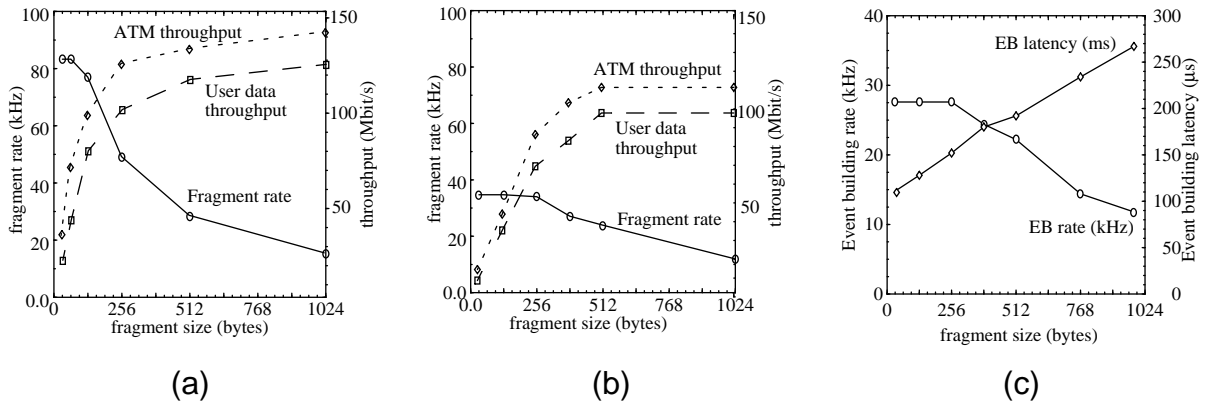 100
80
60
40
20
0.0
fragment rate (kHz)
ATM throughput
User data
throughput
Fragment rate
150
100
50
throughput (Mbit/s)
0.0 256 512 768 1024
fragment size (bytes)
(a)
100
80
60
40
20
0.0
fragment rate (kHz)
ATM throughput
User data
throughput
Fragment rate
150
100
50
throughput (Mbit/s)
0.0 256 512 768 1024
fragment size (bytes)
(b)
40
30
20
10
0
Event building rate (kHz)
EB latency (ms)
EB rate (kHz)
300
250
200
150
100
50
0
Event building latency (µs)
0 256 512 768 1024
fragment size (bytes)
(c)